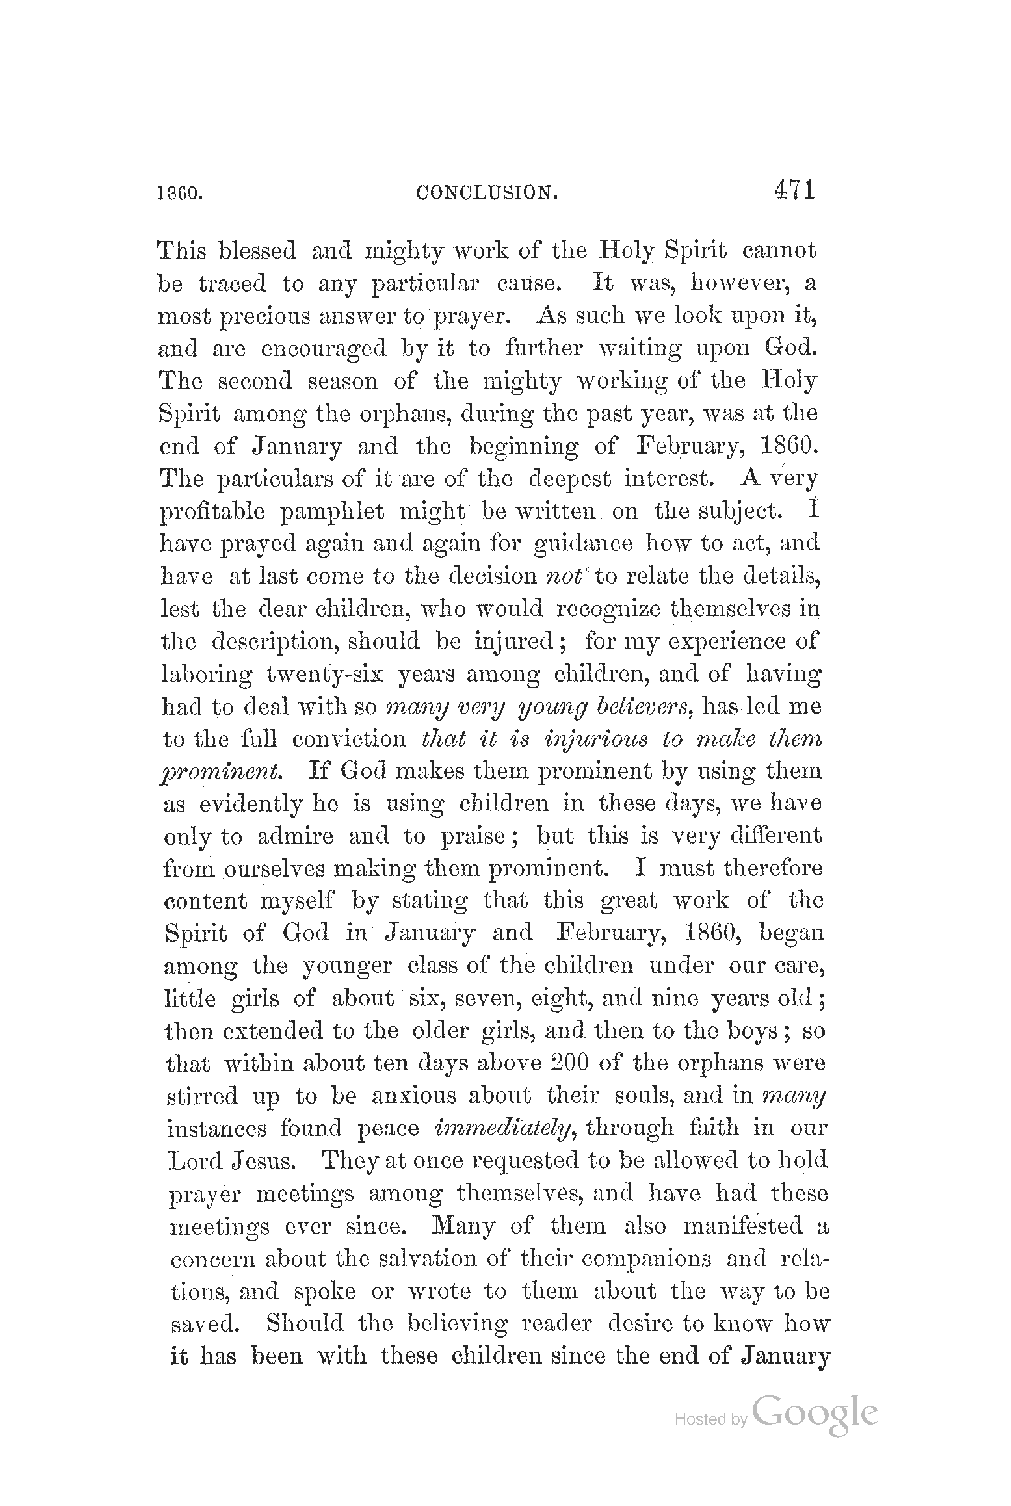 1860. CONCLUSION. 471
This blessed and mighty work of the Holy Spirit cannot
be traced to any particular cause. It was, however, a
most precious answer to prayer. As such we look upon it,
and are encouraged by it to further waiting upon God.
The second season of the mighty working of the Holy
Spirit among the orphans, during the past year, was at the
end of January and the beginning of February, 1860.
The particulars of it are of the deepest interest. A very
profitable pamphlet might be written on the subject. I
have prayed again and again for guidance how to act, and
have at last come to the decision not to relate the details,
lest the dear children, who would recognize themselves in
the description, should be injured; for my experience of
laboring twenty-six years among children, and of having
had to deal with so many very young believers, has led me
to the full conviction that it is injurious to make them
prominent. If God makes them prominent by using them
as evidently he is using children in these days, we have
only to admire and to praise; but this is very different
from ourselves making them prominent. I must therefore
content myself by stating that this great work of the
Spirit of God in January and February, 1860, began
among the younger class of the children under our care,
little girls of about six, seven, eight, and nine years old;
then extended to the older girls, and then to the boys; so
that within about ten days above 200 of the orphans were
stirred up to be anxious about their souls, and in many
instances found peace immediately, through faith in our
Lord Jesus. They at once requested to be allowed to hold
prayer meetings among themselves, and have had these
meetings ever since. Many of them also manifested a
concern about the salvation of their companions and rela-
tions, and spoke or wrote to them about the way to be
saved. Should the believing reader desire to know how
it has been with these children since the end of January
Hosted by Google